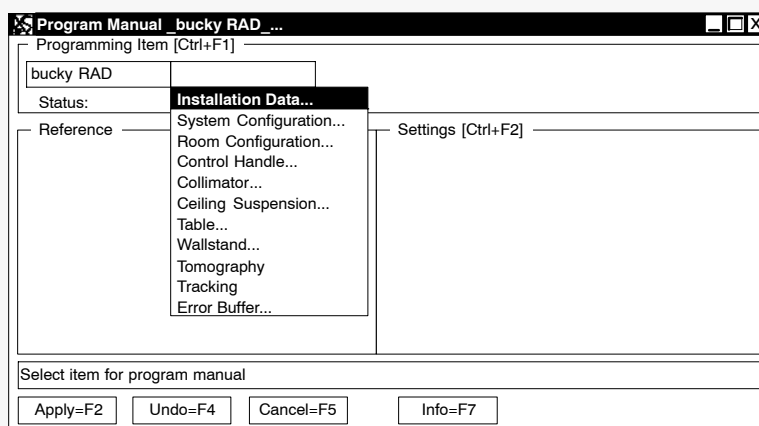 Program Manual _bucky RAD_...
Programming Item [Ctrl+F1]
bucky RAD
Status:
Installation Data...
System Configuration...
Room Configuration...
Control Handle...
Collimator...
Ceiling Suspension...
Table...
Wallstand...
Tomography
Tracking
Error Buffer...
Reference
Settings [Ctrl+F2]
Select item for program manual
Apply=F2
Undo=F4
Cancel=F5
Info=F7